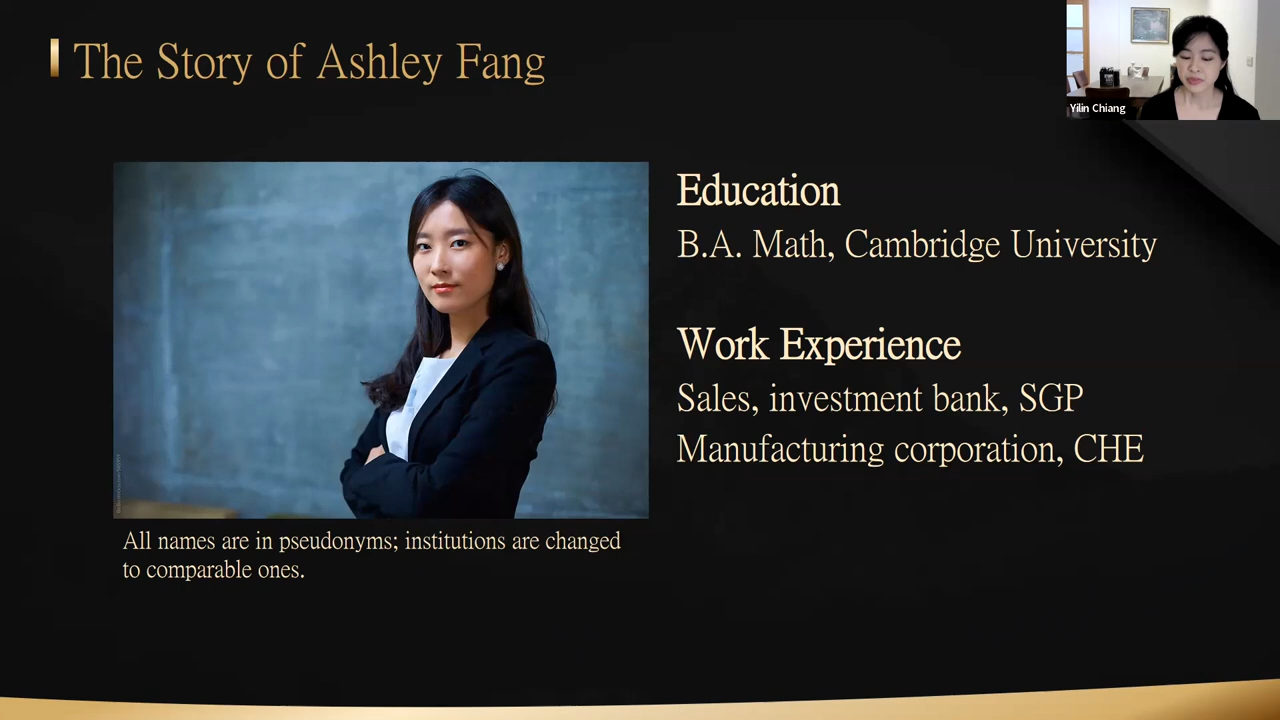 The Story of Ashley Fang
Yilin Chiang
Education
B.A. Math, Cambridge University
Work Experience
Sales, investment bank, SGP
Manufacturing corporation, CHE
All names are in pseudonyms; institutions are changed
to comparable ones.